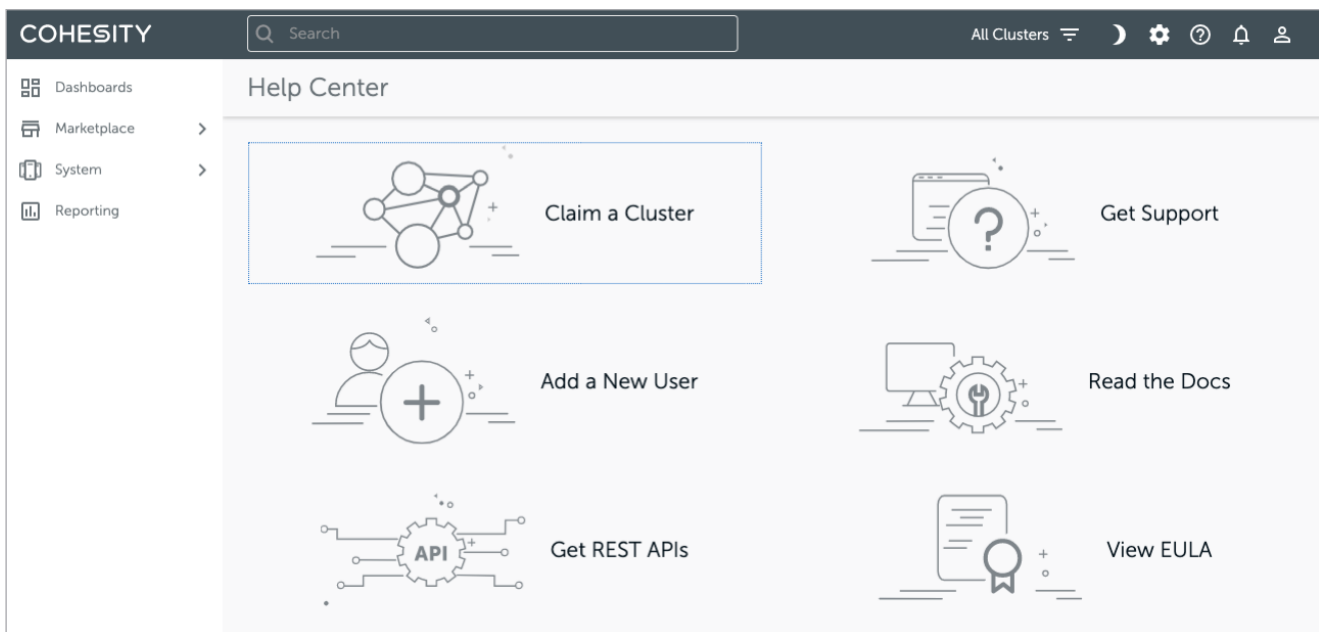 COHESITY
Search
All Clusters
Dashboards
Marketplace
System
Reporting
Help Center
Claim a Cluster
Get Support
?
Add a New User
Read the Docs
API
Get REST APIs
View EULA